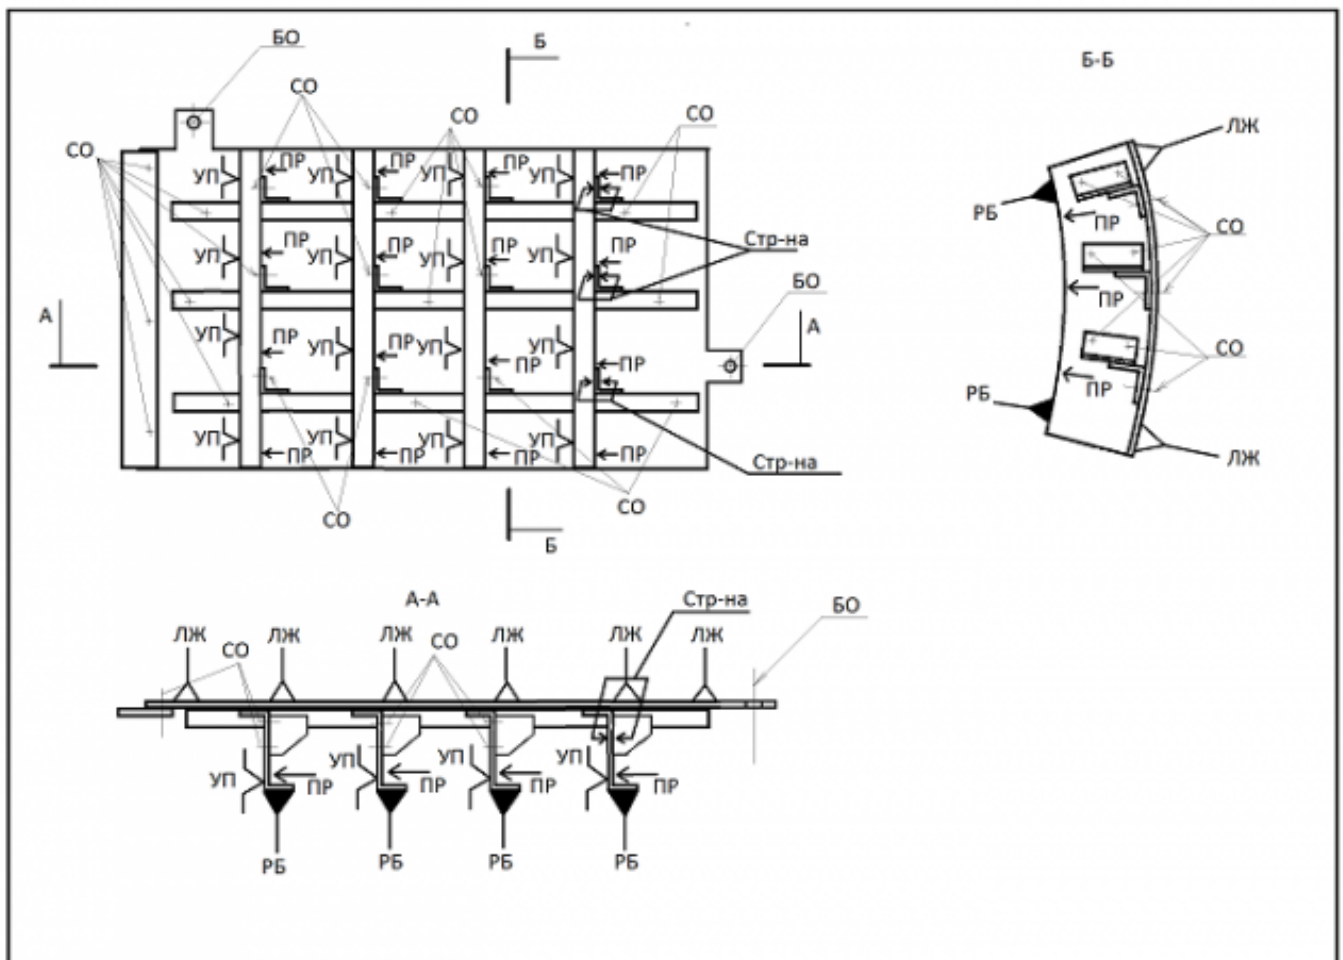 БО
Б
Б-Б
СО
СО
СО
ЛЖ
СО
УП
ПР
УП
ПР
УП
ПР
УП
ПР
РБ
ПР
СО
Стр-на
УП
ПР
УП
ПР
УП
ПР
УП
ПР
БО
ПР
А
А
УП
ПР
УП
ПР
УП
ПР
УП
ПР
СО
РБ
ПР
УП
ПР
УП
ПР
УП
ПР
УП
ПР
Стр-на
ЛЖ
СО
СО
Б
А-А
Стр-на
БО
ЛЖ
СО
ЛЖ
ЛЖ
СО
ЛЖ
ЛЖ
ЛЖ
УП
ПР
УП
ПР
УП
ПР
УП
ПР
РБ
РБ
РБ
РБ